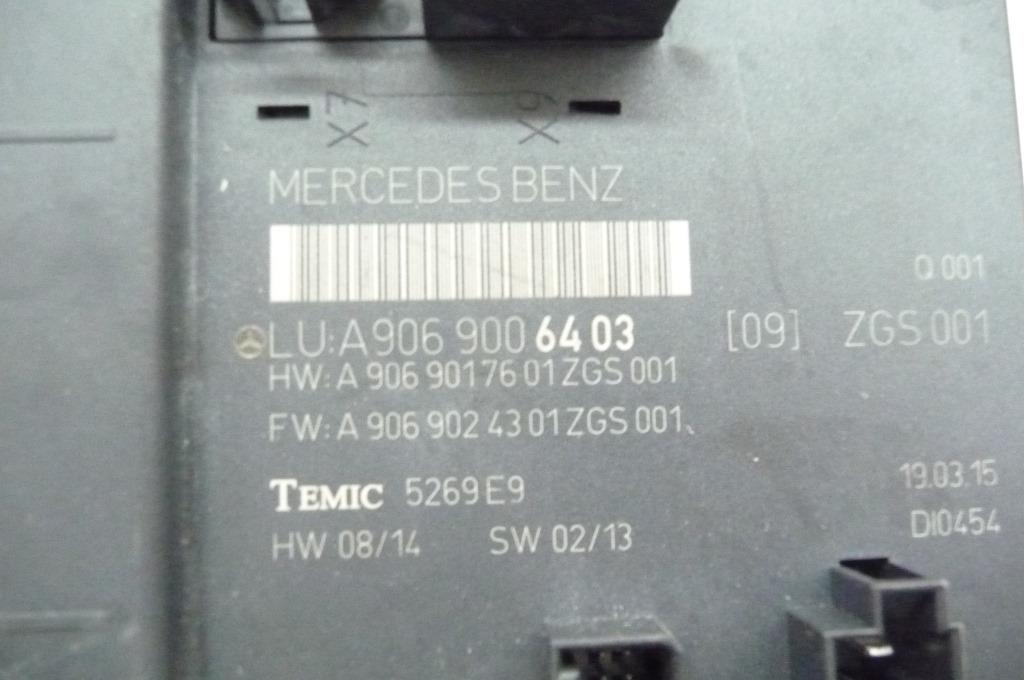 X7 X9
MERCEDES BENZ
Q 001
LU: A 906 900 64 03 [09] ZGS 001
HW: A 906 901 76 01 ZGS 001
FW: A 906 902 43 01 ZGS 001
TEMIC 5269 E9 19.03.15
HW 08/14 SW 02/13 DI0454